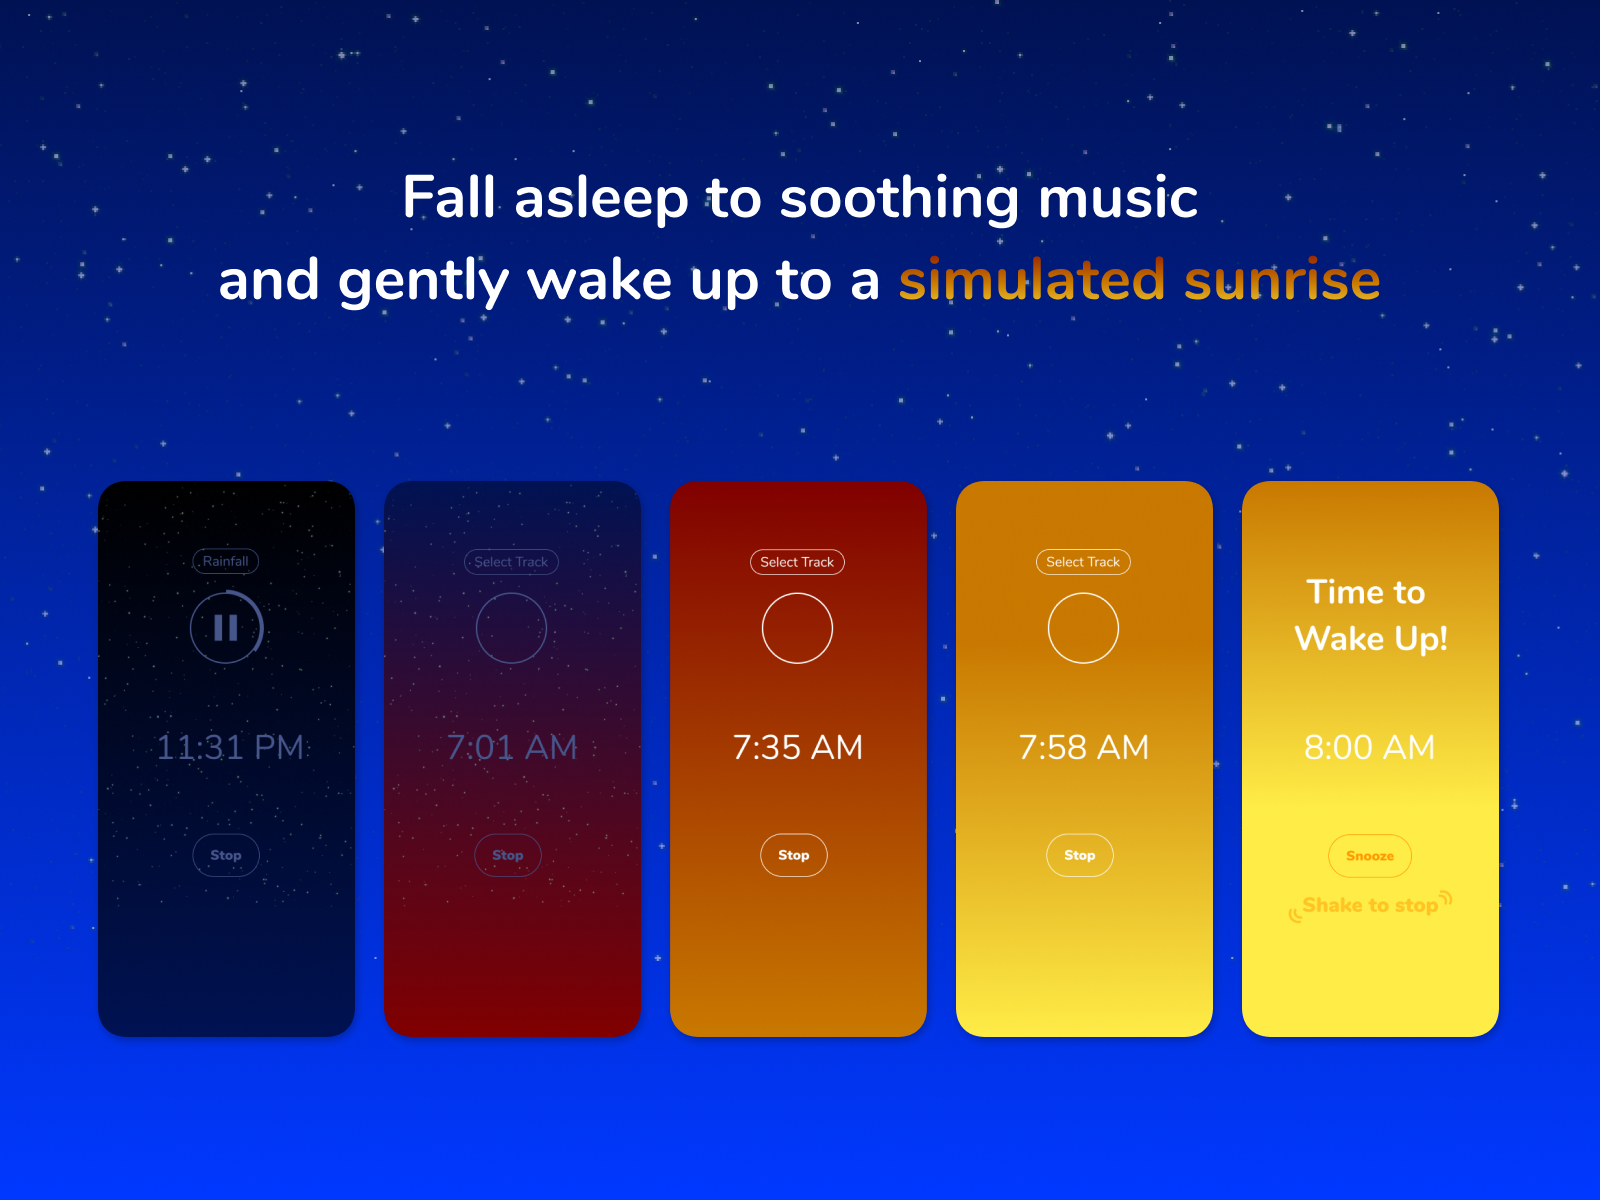 Fall asleep to soothing music
and gently wake up to a simulated sunrise
Rainfall
11:31 PM
Stop
Select Track
7:01 AM
Stop
Select Track
7:35 AM
Stop
Select Track
7:58 AM
Stop
Time to
Wake Up!
8:00 AM
Snooze
Shake to stop